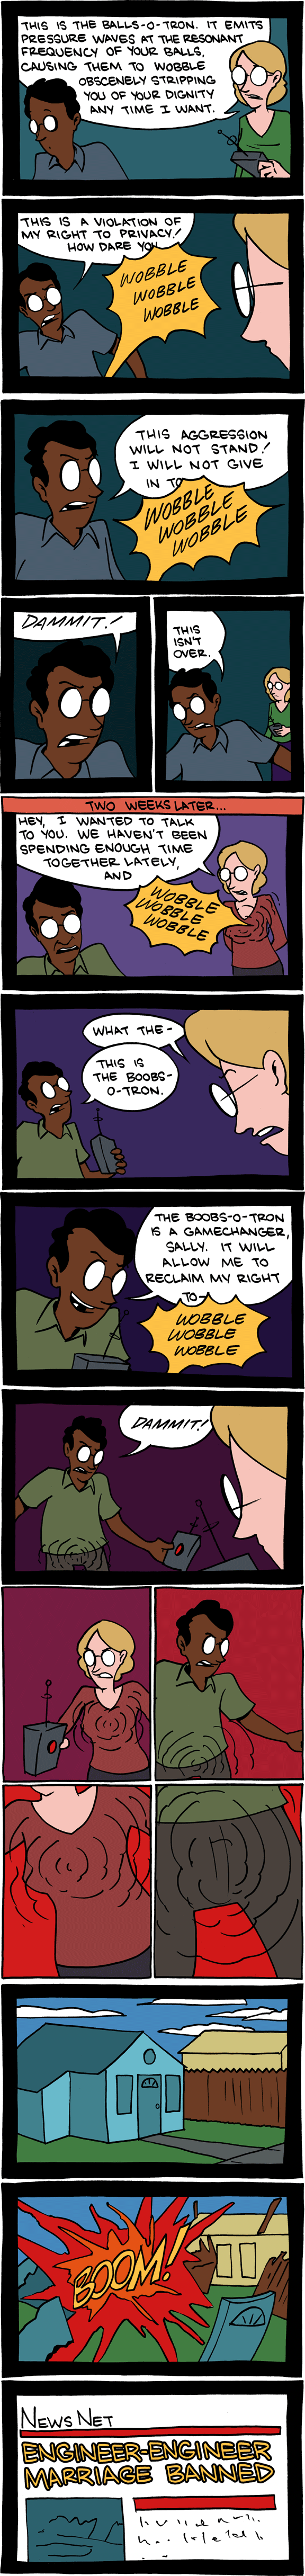 THIS IS THE BALLS-O-TRON. IT EMITS
PRESSURE WAVES AT THE RESONANT
FREQUENCY OF YOUR BALLS,
CAUSING THEM TO WOBBLE
OBSCENELY STRIPPING
YOU OF YOUR DIGNITY
ANY TIME I WANT.
THIS IS A VIOLATION OF
MY RIGHT TO PRIVACY!
HOW DARE YOU
WOBBLE
WOBBLE
WOBBLE
THIS AGGRESSION
WILL NOT STAND!
I WILL NOT GIVE
IN TO
WOBBLE
WOBBLE
WOBBLE
DAMMIT!
THIS
ISN'T
OVER.
TWO WEEKS LATER...
HEY, I WANTED TO TALK
TO YOU. WE HAVEN'T BEEN
SPENDING ENOUGH TIME
TOGETHER LATELY,
AND
WOBBLE
WOBBLE
WOBBLE
WHAT THE-
THIS IS
THE BOOBS-
O-TRON.
THE BOOBS-O-TRON
IS A GAMECHANGER,
SALLY. IT WILL
ALLOW ME TO
RECLAIM MY RIGHT
TO-
WOBBLE
WOBBLE
WOBBLE
DAMMIT!
BOOM!
NEWS NET
ENGINEER-ENGINEER
MARRIAGE BANNED